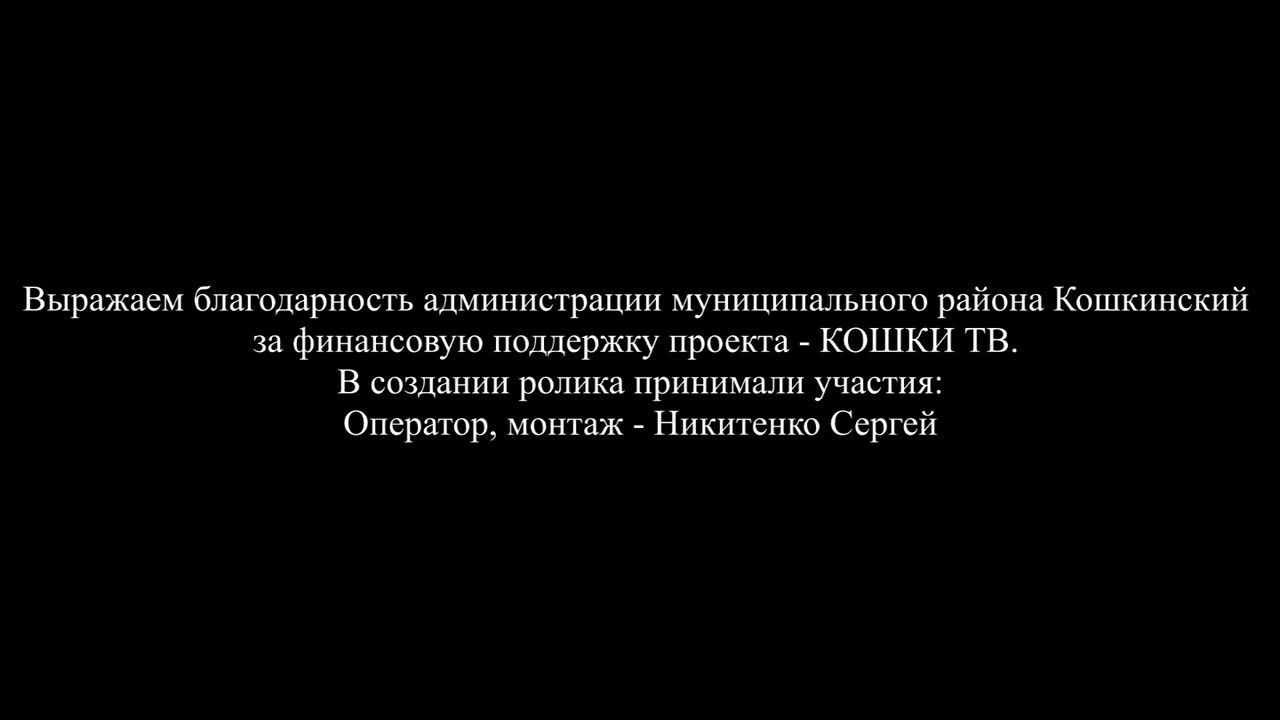 Выражаем благодарность администрации муниципального района Кошкинский
за финансовую поддержку проекта - КОШКИ ТВ.
В создании ролика принимали участия:
Оператор, монтаж - Никитенко Сергей